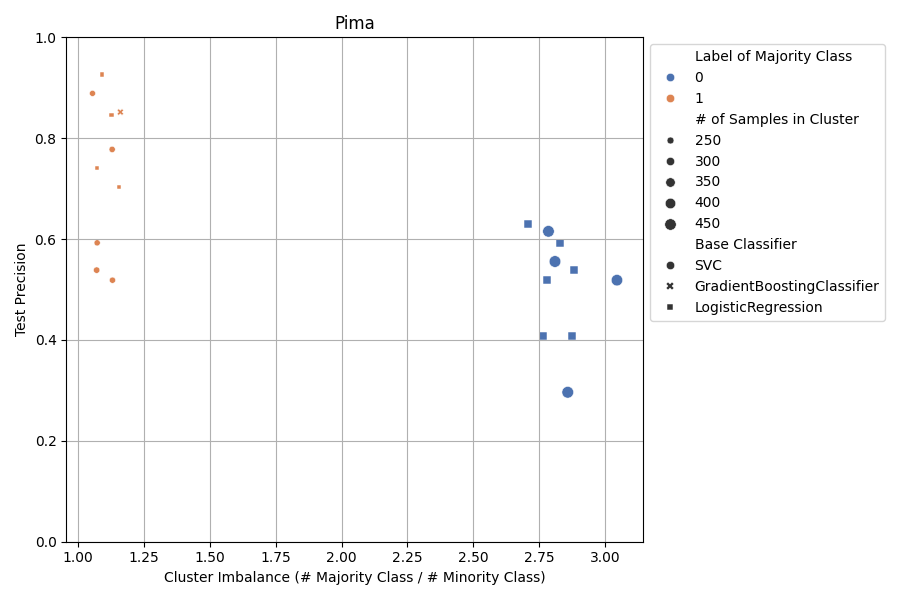 Pima
1.0
0.8
0.6
0.4
0.2
0.0
Test Precision
1.00
1.25
1.50
1.75
2.00
2.25
2.50
2.75
3.00
Cluster Imbalance (# Majority Class / # Minority Class)
Label of Majority Class
0
1
# of Samples in Cluster
250
300
350
400
450
Base Classifier
SVC
GradientBoostingClassifier
LogisticRegression